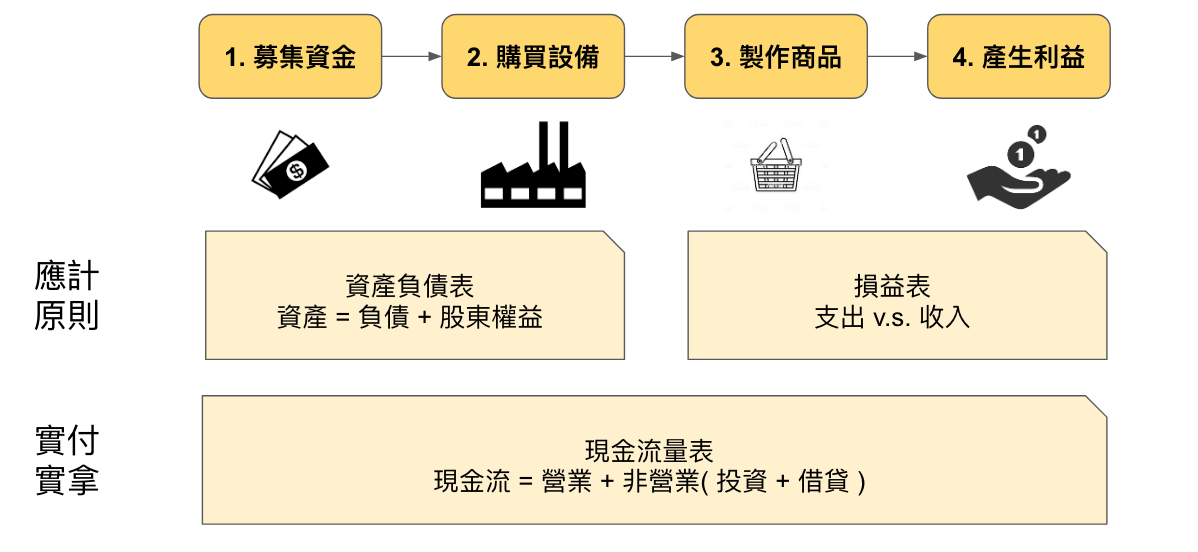 1. 募集資金
2. 購買設備
3. 製作商品
4. 產生利益
$
1
1
應計
原則
資產負債表
資產 = 負債 + 股東權益
損益表
支出 v.s. 收入
實付
實拿
現金流量表
現金流 = 營業 + 非營業( 投資 + 借貸 )